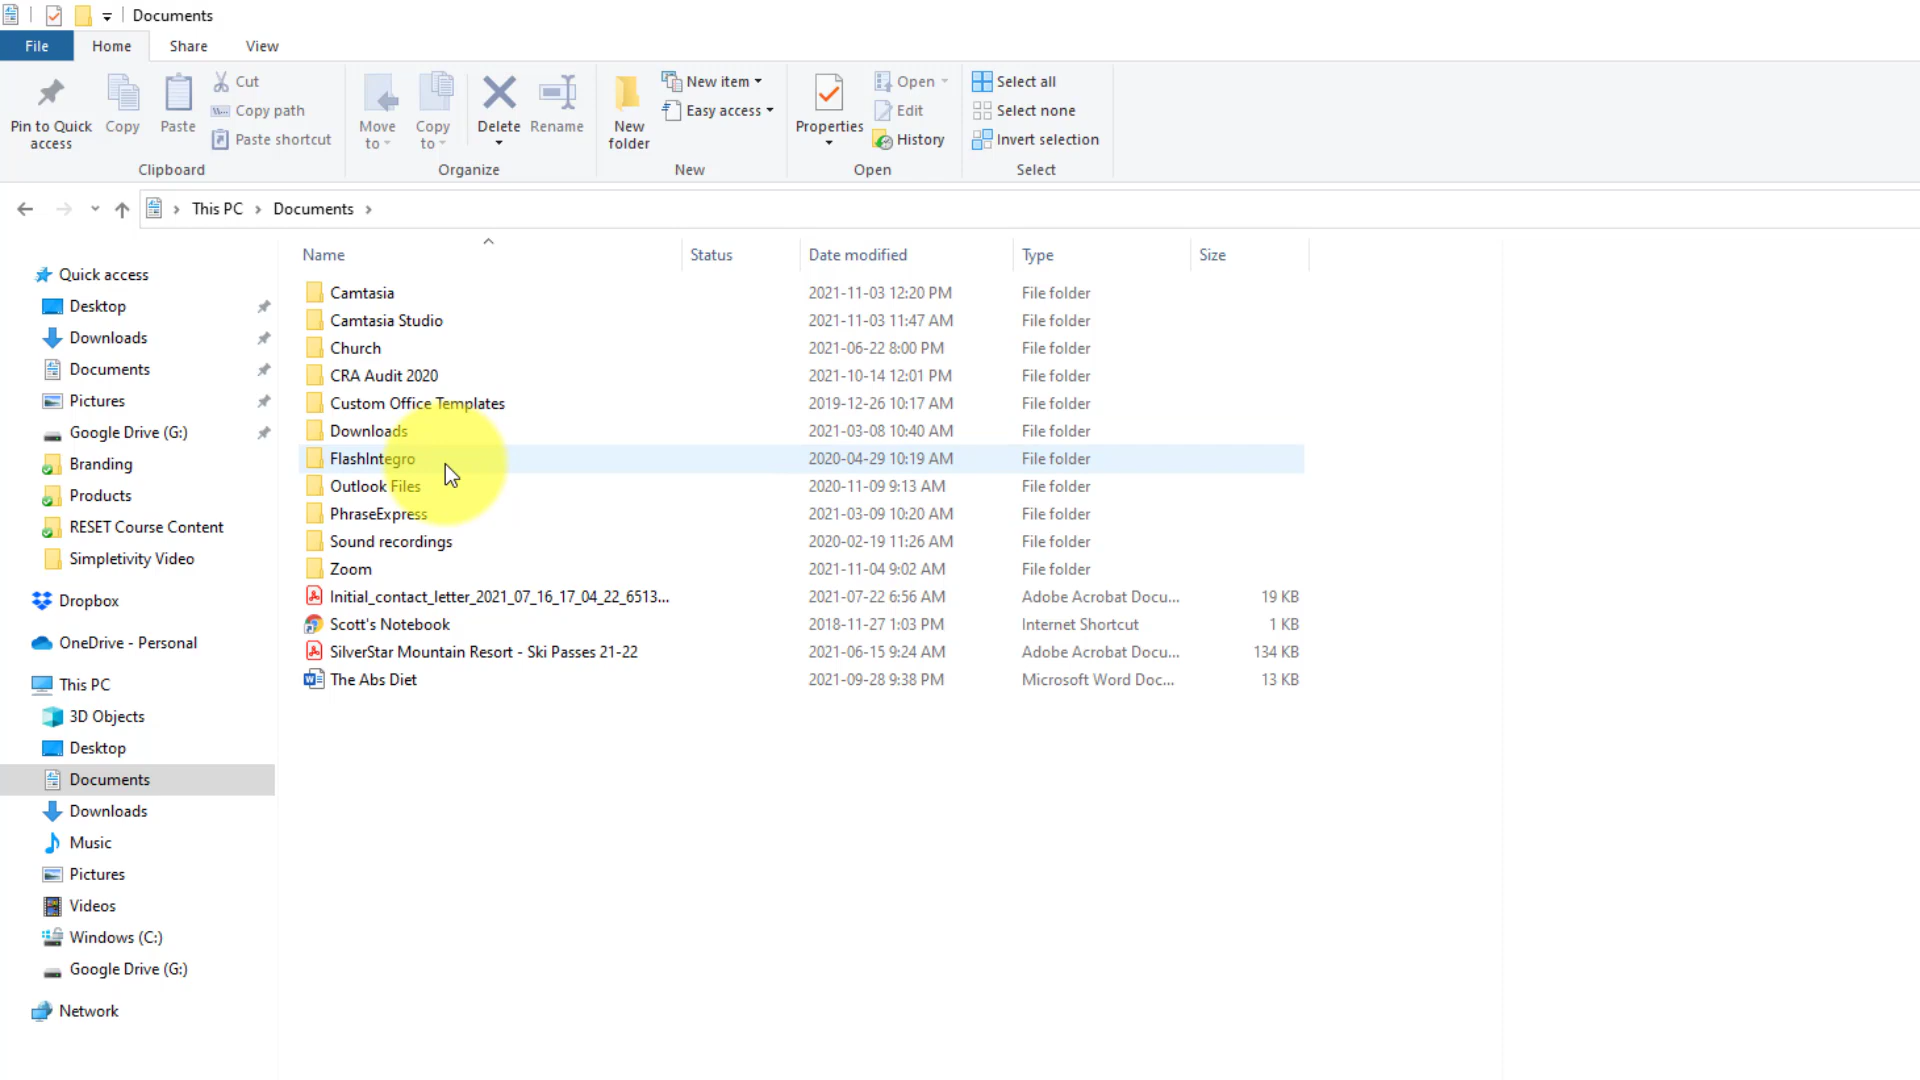 Documents
File Home Share View
Pin to Quick access
Copy
Paste
Cut
Copy path
Paste shortcut
Clipboard
Move to
Copy to
Delete
Rename
Organize
New folder
New item
Easy access
New
Properties
Open
Edit
History
Open
Select all
Select none
Invert selection
Select
This PC > Documents >
Quick access
Desktop
Downloads
Documents
Pictures
Google Drive (G:)
Branding
Products
RESET Course Content
Simpletivity Video
Dropbox
OneDrive - Personal
This PC
3D Objects
Desktop
Documents
Downloads
Music
Pictures
Videos
Windows (C:)
Google Drive (G:)
Network
Name Status Date modified Type Size
Camtasia 2021-11-03 12:20 PM File folder
Camtasia Studio 2021-11-03 11:47 AM File folder
Church 2021-06-22 8:00 PM File folder
CRA Audit 2020 2021-10-14 12:01 PM File folder
Custom Office Templates 2019-12-26 10:17 AM File folder
Downloads 2021-03-08 10:40 AM File folder
FlashIntegro 2020-04-29 10:19 AM File folder
Outlook Files 2020-11-09 9:13 AM File folder
PhraseExpress 2021-03-09 10:20 AM File folder
Sound recordings 2020-02-19 11:26 AM File folder
Zoom 2021-11-04 9:02 AM File folder
Initial_contact_letter_2021_07_16_17_04_22_6513... 2021-07-22 6:56 AM Adobe Acrobat Docu... 19 KB
Scott's Notebook 2018-11-27 1:03 PM Internet Shortcut 1 KB
SilverStar Mountain Resort - Ski Passes 21-22 2021-06-15 9:24 AM Adobe Acrobat Docu... 134 KB
The Abs Diet 2021-09-28 9:38 PM Microsoft Word Doc... 13 KB